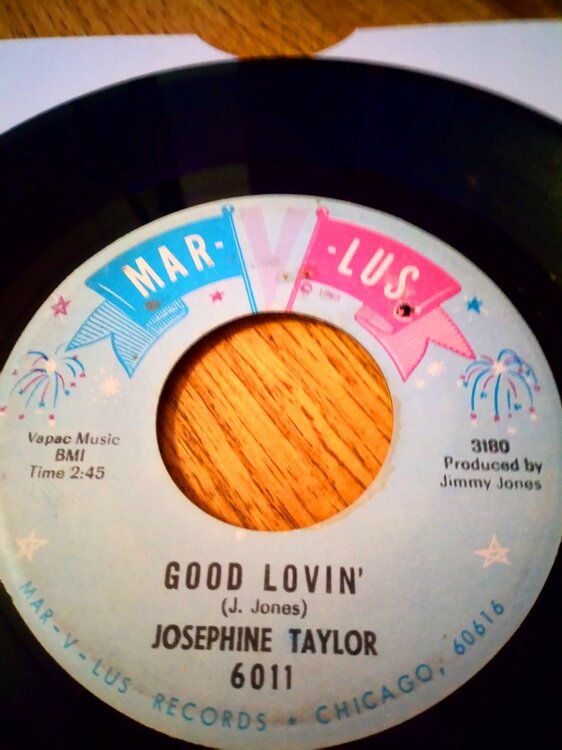 MAR-
V
-LUS
Vapac Music
BMI
Time 2:45
3180
Produced by
Jimmy Jones
GOOD LOVIN'
(J. Jones)
JOSEPHINE TAYLOR
6011
MAR-V-LUS RECORDS • CHICAGO, 60616